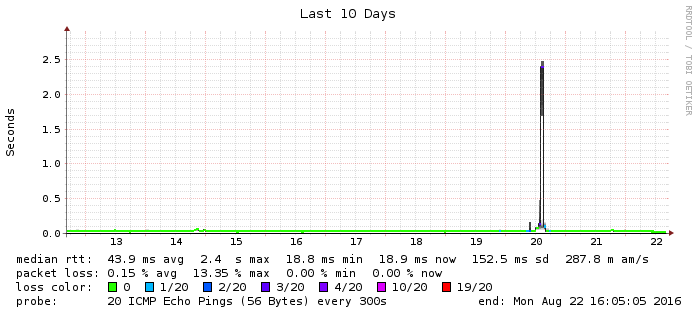 Last 10 Days
RRDTOOL / TOBI OETIKER
Seconds
2.5
2.0
1.5
1.0
0.5
0.0
13 14 15 16 17 18 19 20 21 22
median rtt: 43.9 ms avg 2.4 s max 18.8 ms min 18.9 ms now 152.5 ms sd 287.8 m am/s
packet loss: 0.15 % avg 13.35 % max 0.00 % min 0.00 % now
loss color: 0 1/20 2/20 3/20 4/20 10/20 19/20
probe: 20 ICMP Echo Pings (56 Bytes) every 300s end: Mon Aug 22 16:05:05 2016